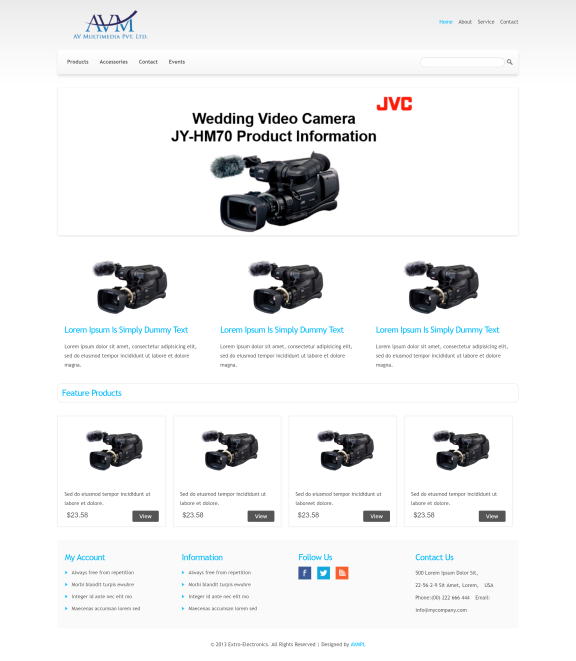 AVM
AV Multimedia Pvt. Ltd.
Home About Service Contact
Products Accessories Contact Events
JVC
Wedding Video Camera
JY-HM70 Product Information
Lorem Ipsum Is Simply Dummy Text
Lorem ipsum dolor sit amet, consectetur adipisicing elit,
sed do eiusmod tempor incididunt ut labore et dolore
magna.
Lorem Ipsum Is Simply Dummy Text
Lorem ipsum dolor sit amet, consectetur adipisicing elit,
sed do eiusmod tempor incididunt ut labore et dolore
magna.
Lorem Ipsum Is Simply Dummy Text
Lorem ipsum dolor sit amet, consectetur adipisicing elit,
sed do eiusmod tempor incididunt ut labore et dolore
magna.
Feature Products
Sed do eiusmod tempor incididunt ut
labore et dolore.
$23.58 View
Sed do eiusmod tempor incididunt ut
labore et dolore.
$23.58 View
Sed do eiusmod tempor incididunt ut
laboreet dolore.
$23.58 View
Sed do eiusmod tempor incididunt ut
labore et dolore.
$23.58 View
My Account
Always free from repetition
Morbi blandit turpis ewuhre
Integer id ante nec elit mo
Maecenas accumsan lorem sed
Information
Always free from repetition
Morbi blandit turpis ewuhre
Integer id ante nec elit mo
Maecenas accumsan lorem sed
Follow Us
Contact Us
500 Lorem Ipsum Dolor Sit,
22-56-2-9 Sit Amet, Lorem, USA
Phone:(00) 222 666 444 Email:
info@mycompany.com
© 2013 Extro-Electronics. All Rights Reserved | Designed by AVMPL